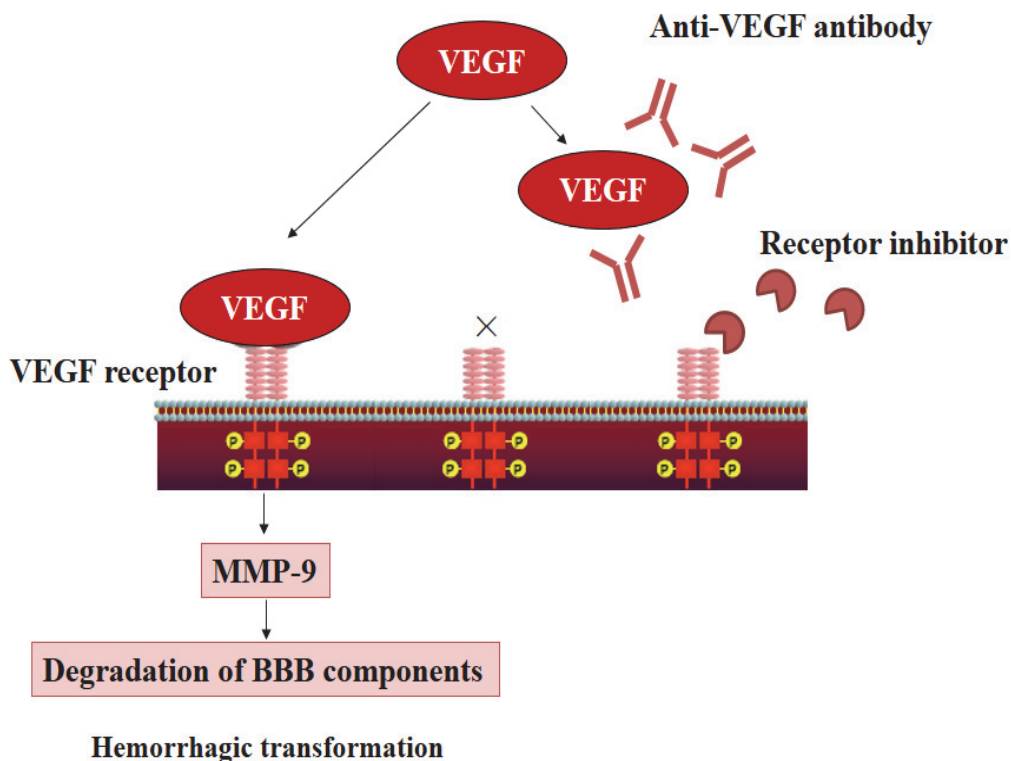 Anti-VEGF antibody
VEGF
VEGF
Receptor inhibitor
VEGF
VEGF receptor
P P P P P P
P P P P P P
MMP-9
Degradation of BBB components
Hemorrhagic transformation